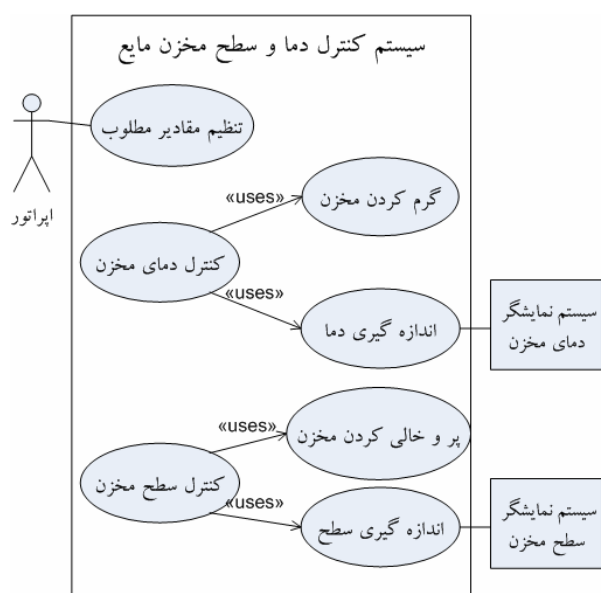 سیستم کنترل دما و سطح مخزن مایع
تنظیم مقادیر مطلوب
اپراتور
«uses»
گرم کردن مخزن
کنترل دمای مخزن
«uses»
اندازه گیری دما
سیستم نمایشگر
دمای مخزن
«uses»
پر و خالی کردن مخزن
کنترل سطح مخزن
«uses»
اندازه گیری سطح
سیستم نمایشگر
سطح مخزن